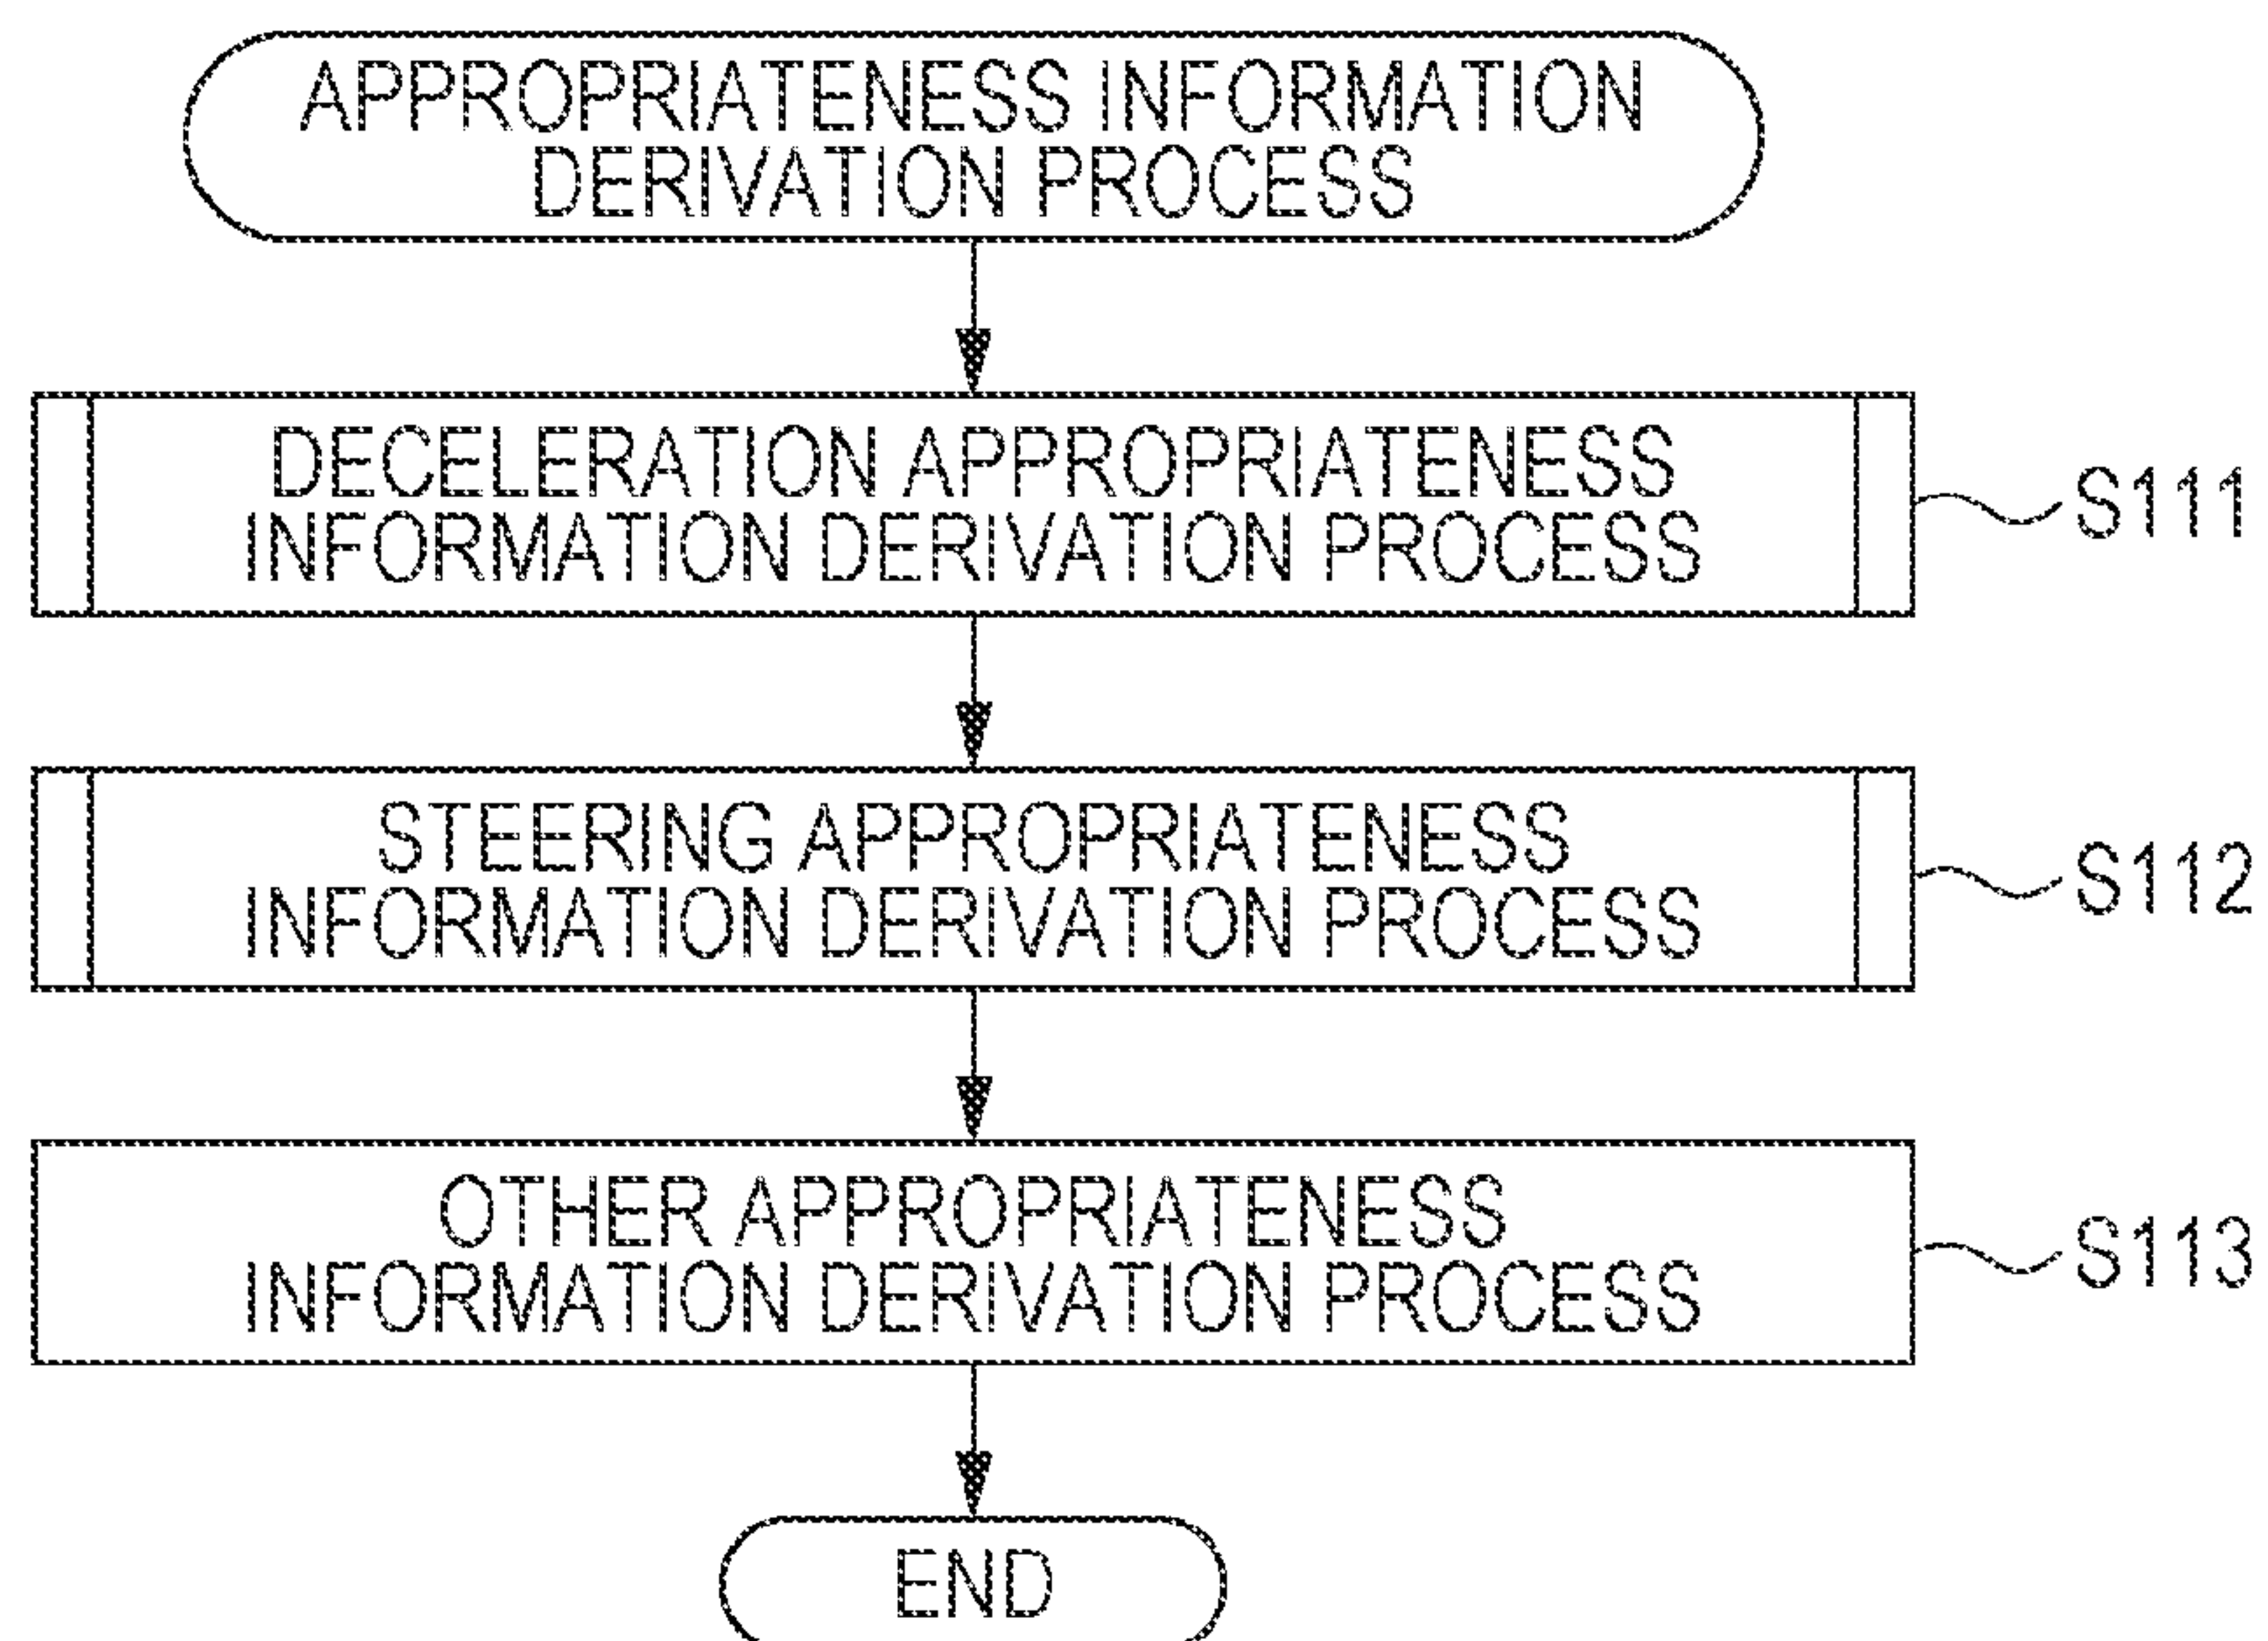 APPROPRIATENESS INFORMATION
DERIVATION PROCESS
DECELERATION APPROPRIATENESS
INFORMATION DERIVATION PROCESS
S111
STEERING APPROPRIATENESS
INFORMATION DERIVATION PROCESS
S112
OTHER APPROPRIATENESS
INFORMATION DERIVATION PROCESS
S113
END